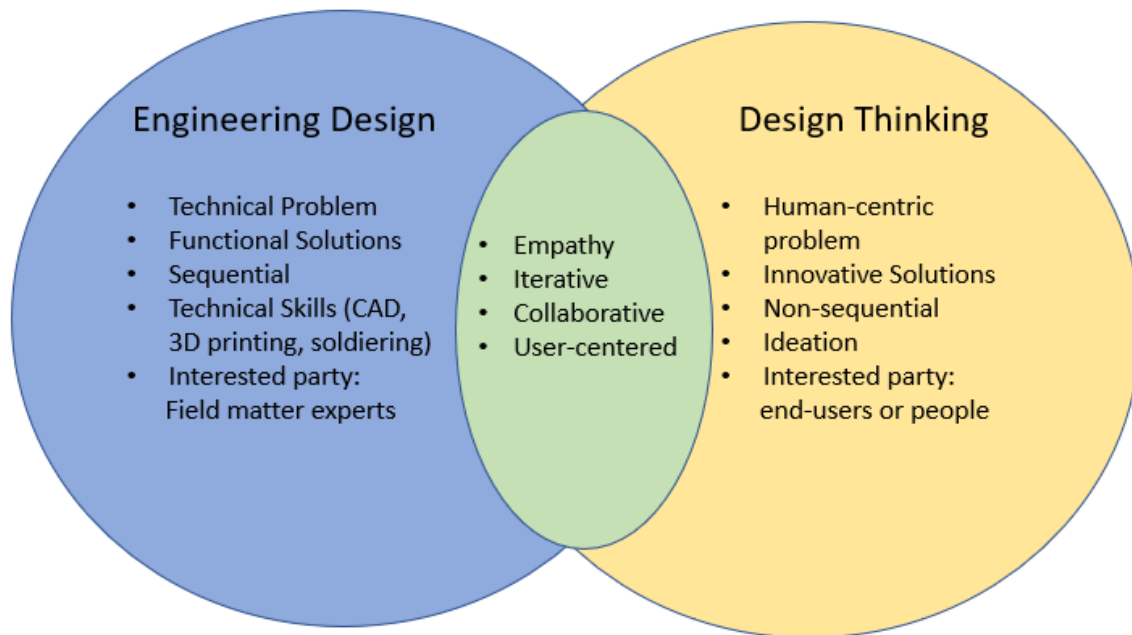 Engineering Design
• Technical Problem
• Functional Solutions
• Sequential
• Technical Skills (CAD,
3D printing, soldiering)
• Interested party:
Field matter experts
• Empathy
• Iterative
• Collaborative
• User-centered
Design Thinking
• Human-centric
problem
• Innovative Solutions
• Non-sequential
• Ideation
• Interested party:
end-users or people